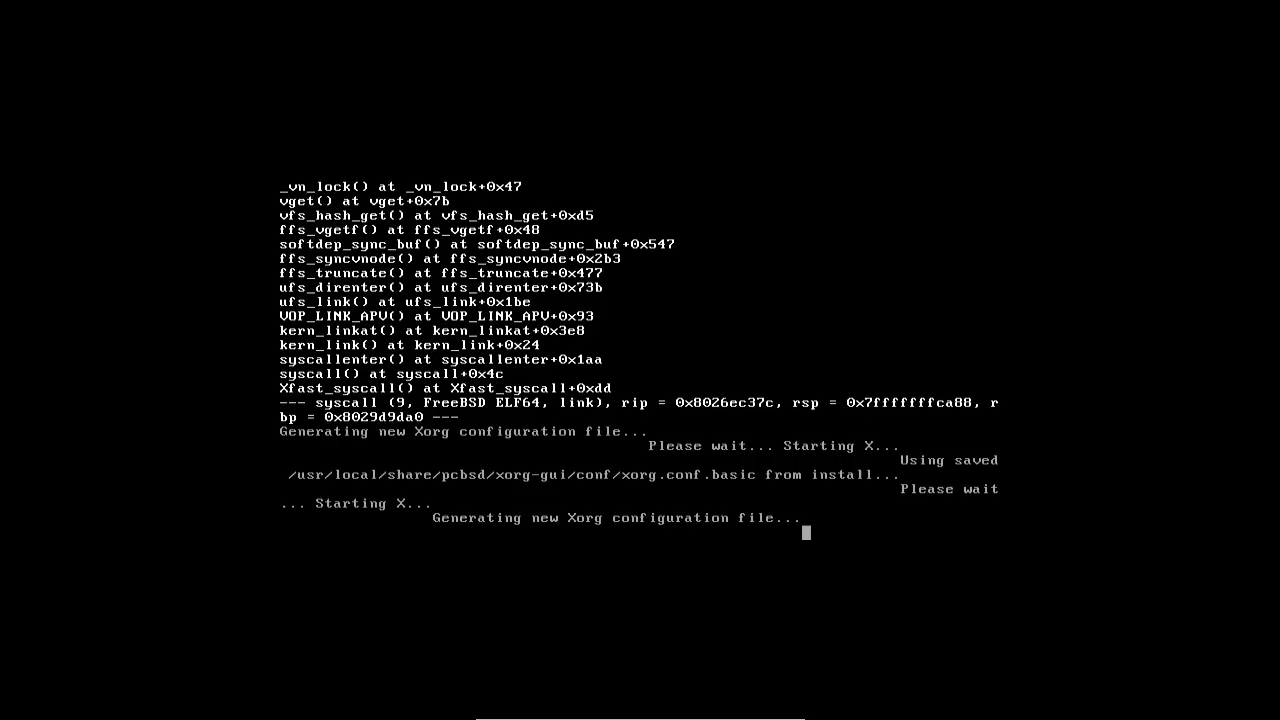 _vn_lock() at _vn_lock+0x47
vget() at vget+0x7b
vfs_hash_get() at vfs_hash_get+0xd5
ffs_vgetf() at ffs_vgetf+0x48
softdep_sync_buf() at softdep_sync_buf+0x547
ffs_syncvnode() at ffs_syncvnode+0x2b3
ffs_truncate() at ffs_truncate+0x477
ufs_direnter() at ufs_direnter+0x73b
ufs_link() at ufs_link+0x1be
VOP_LINK_APV() at VOP_LINK_APV+0x93
kern_linkat() at kern_linkat+0x3e8
kern_link() at kern_link+0x24
syscallenter() at syscallenter+0x1aa
syscall() at syscall+0x4c
Xfast_syscall() at Xfast_syscall+0xdd
--- syscall (9, FreeBSD ELF64, link), rip = 0x8026ec37c, rsp = 0x7fffffffca88, r
bp = 0x8029d9da0 ---
Generating new Xorg configuration file...
Please wait... Starting X...
Using saved
/usr/local/share/pcbsd/xorg-gui/conf/xorg.conf.basic from install...
Please wait
... Starting X...
Generating new Xorg configuration file...